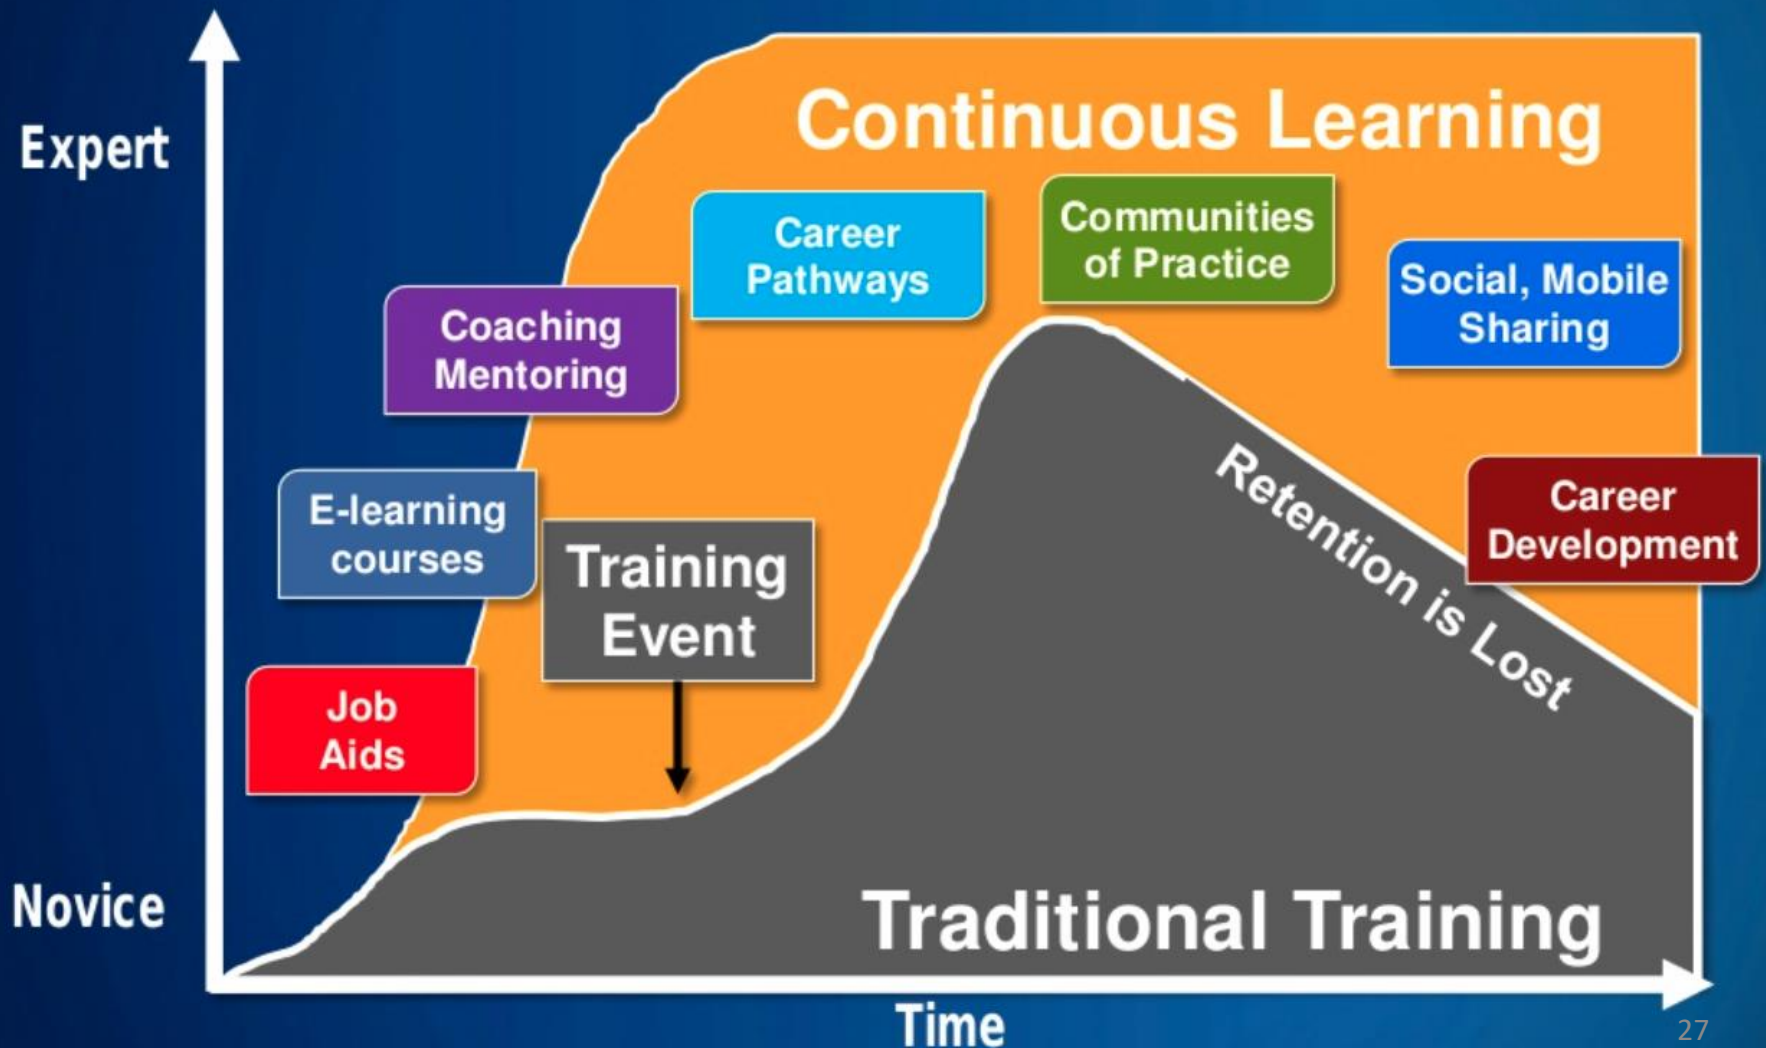 Expert
Continuous Learning
Career
Pathways
Communities
of Practice
Social, Mobile
Sharing
Coaching
Mentoring
E-learning
courses
Training
Event
Retention is Lost
Career
Development
Job
Aids
Novice
Traditional Training
Time
27